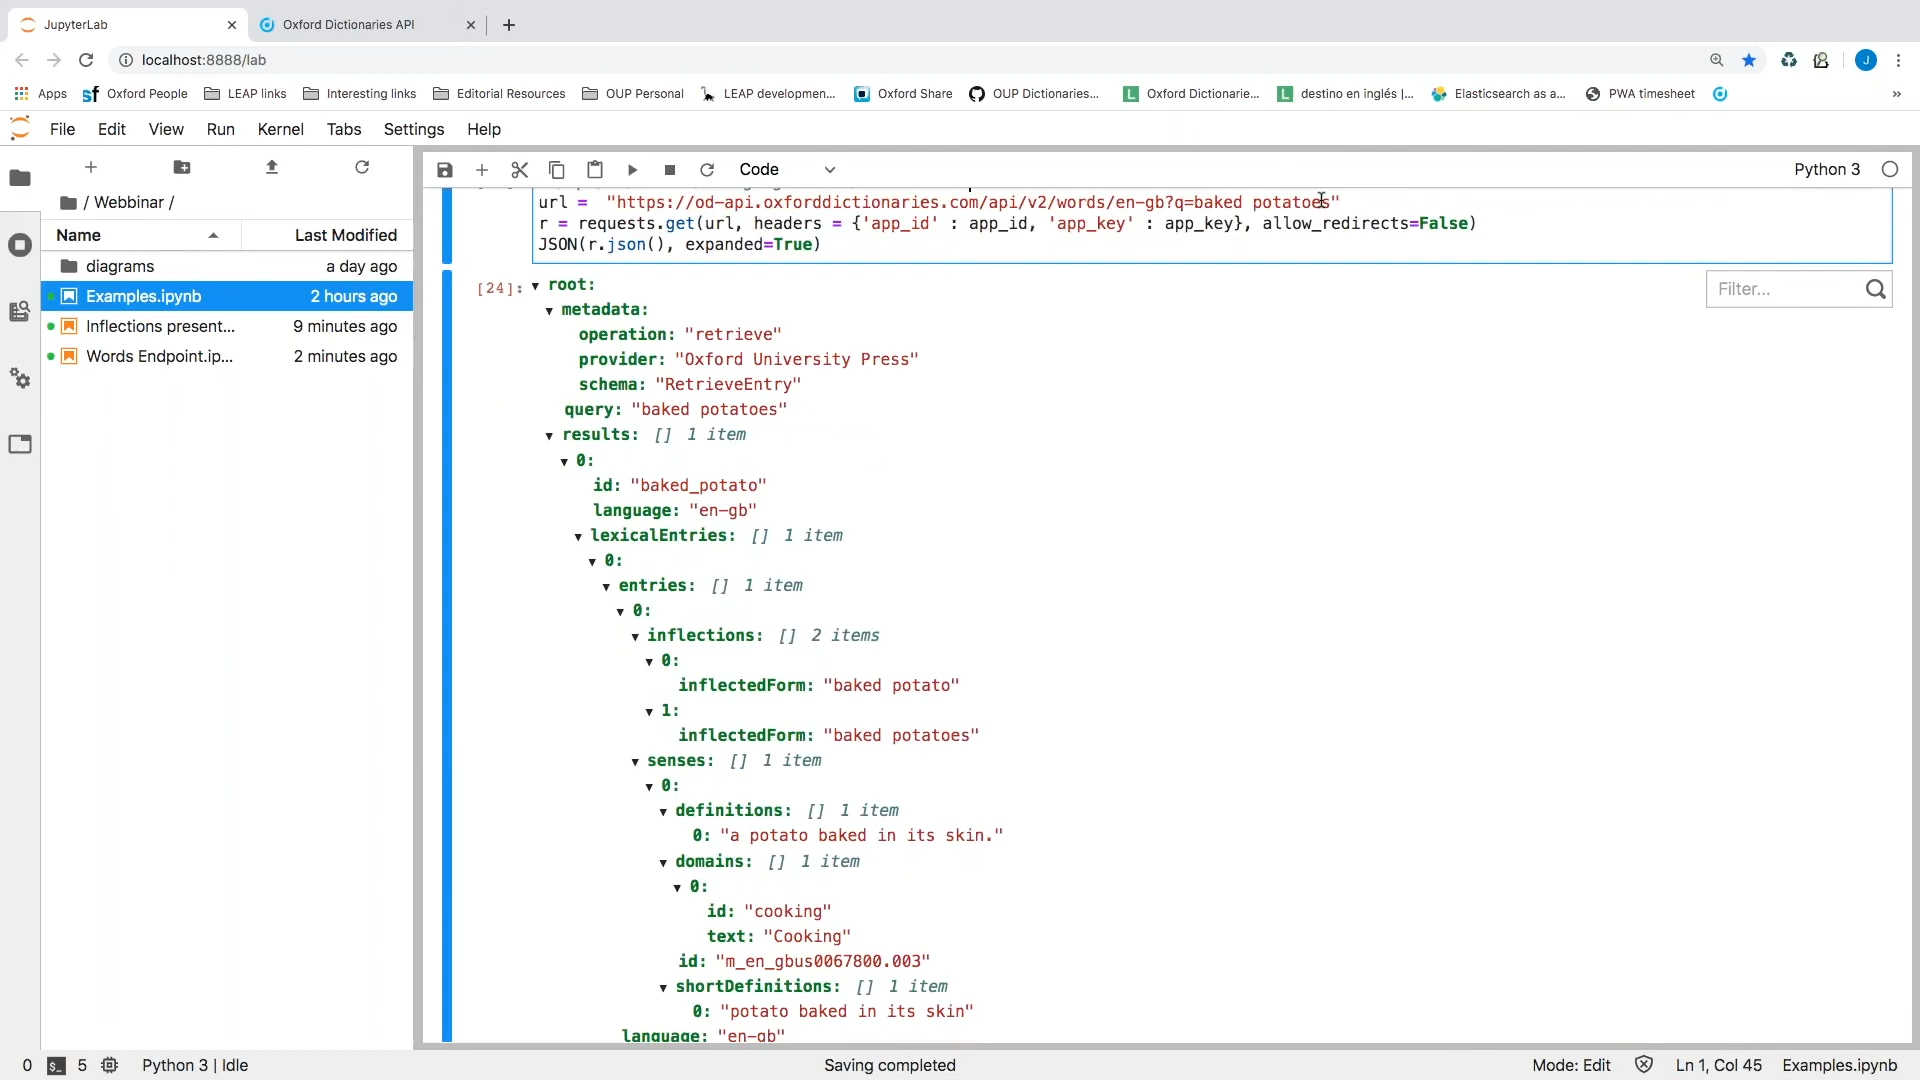 JupyterLab
Oxford Dictionaries API
localhost:8888/lab
J
Apps
Oxford People
LEAP links
Interesting links
Editorial Resources
OUP Personal
LEAP developmen...
Oxford Share
OUP Dictionaries...
L
Oxford Dictionarie...
L
destino en inglés |...
Elasticsearch as a...
PWA timesheet
»
File
Edit
View
Run
Kernel
Tabs
Settings
Help
/ Webbinar /
Name
Last Modified
diagrams
a day ago
Examples.ipynb
2 hours ago
Inflections present...
9 minutes ago
Words Endpoint.ip...
2 minutes ago
Code
Python 3
url =  "https://od-api.oxforddictionaries.com/api/v2/words/en-gb?q=baked potatoes"
r = requests.get(url, headers = {'app_id' : app_id, 'app_key' : app_key}, allow_redirects=False)
JSON(r.json(), expanded=True)
Filter...
[24]: ▼ root:
▼ metadata:
operation: "retrieve"
provider: "Oxford University Press"
schema: "RetrieveEntry"
query: "baked potatoes"
▼ results: [] 1 item
▼ 0:
id: "baked_potato"
language: "en-gb"
▼ lexicalEntries: [] 1 item
▼ 0:
▼ entries: [] 1 item
▼ 0:
▼ inflections: [] 2 items
▼ 0:
inflectedForm: "baked potato"
▼ 1:
inflectedForm: "baked potatoes"
▼ senses: [] 1 item
▼ 0:
▼ definitions: [] 1 item
0: "a potato baked in its skin."
▼ domains: [] 1 item
▼ 0:
id: "cooking"
text: "Cooking"
id: "m_en_gbus0067800.003"
▼ shortDefinitions: [] 1 item
0: "potato baked in its skin"
language: "en-gb"
0
5
Python 3 | Idle
Saving completed
Mode: Edit
Ln 1, Col 45
Examples.ipynb